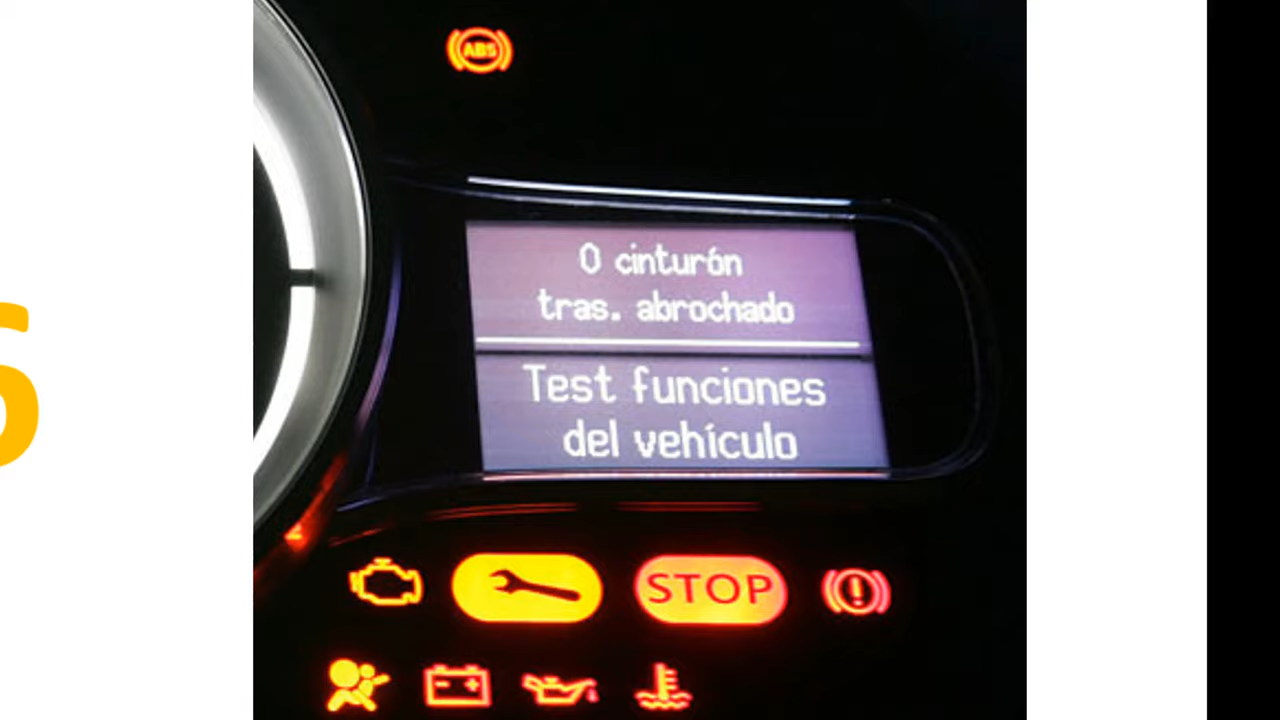 ABS
0 cinturón
tras. abrochado
Test funciones
del vehículo
STOP